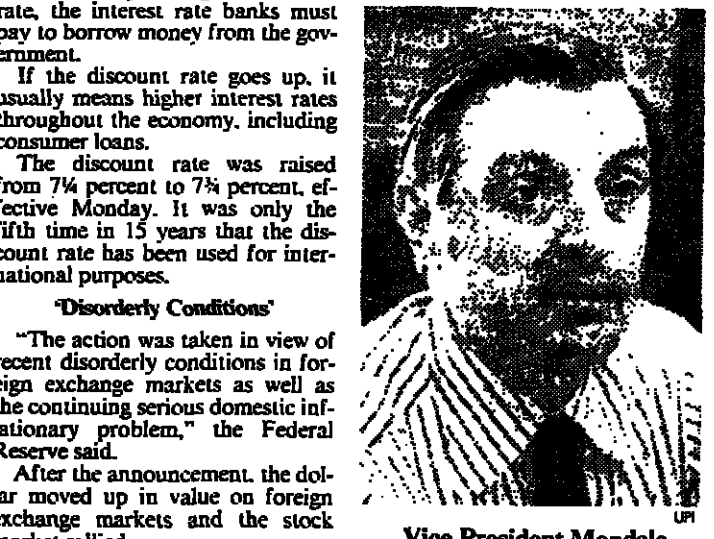 rate, the interest rate banks must
pay to borrow money from the gov-
ernment.
If the discount rate goes up, it
usually means higher interest rates
throughout the economy, including
consumer loans.
The discount rate was raised
from 7¼ percent to 7¾ percent, ef-
fective Monday. It was only the
fifth time in 15 years that the dis-
count rate has been used for inter-
national purposes.
'Disorderly Conditions'
"The action was taken in view of
recent disorderly conditions in for-
eign exchange markets as well as
the continuing serious domestic inf-
lationary problem," the Federal
Reserve said.
After the announcement, the dol-
lar moved up in value on foreign
exchange markets and the stock
market rallied.
UPI
Vice President Mondale